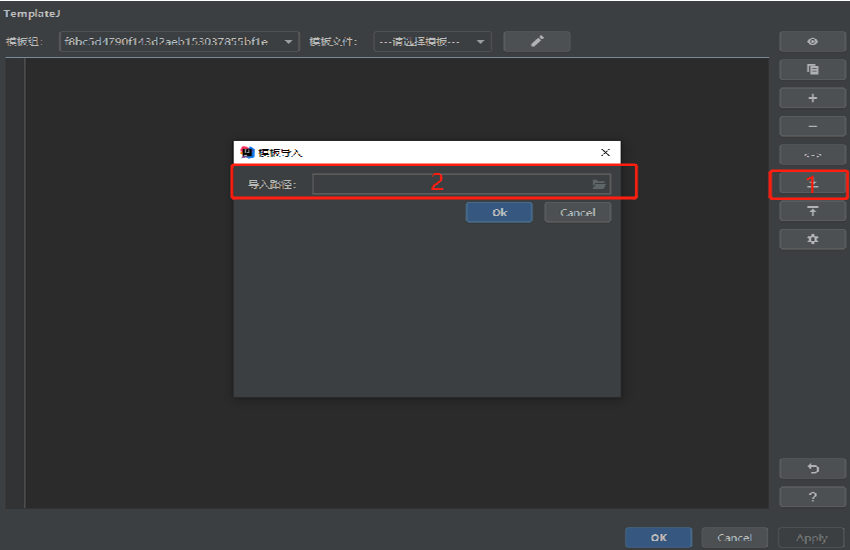 TemplateJ
模板组： f8bc5d4790f143d2aeb153037855bf1e 模板文件： ---请选择模板---
模板导入
导入路径： 2
1
<->
Ok Cancel
?
OK Cancel Apply